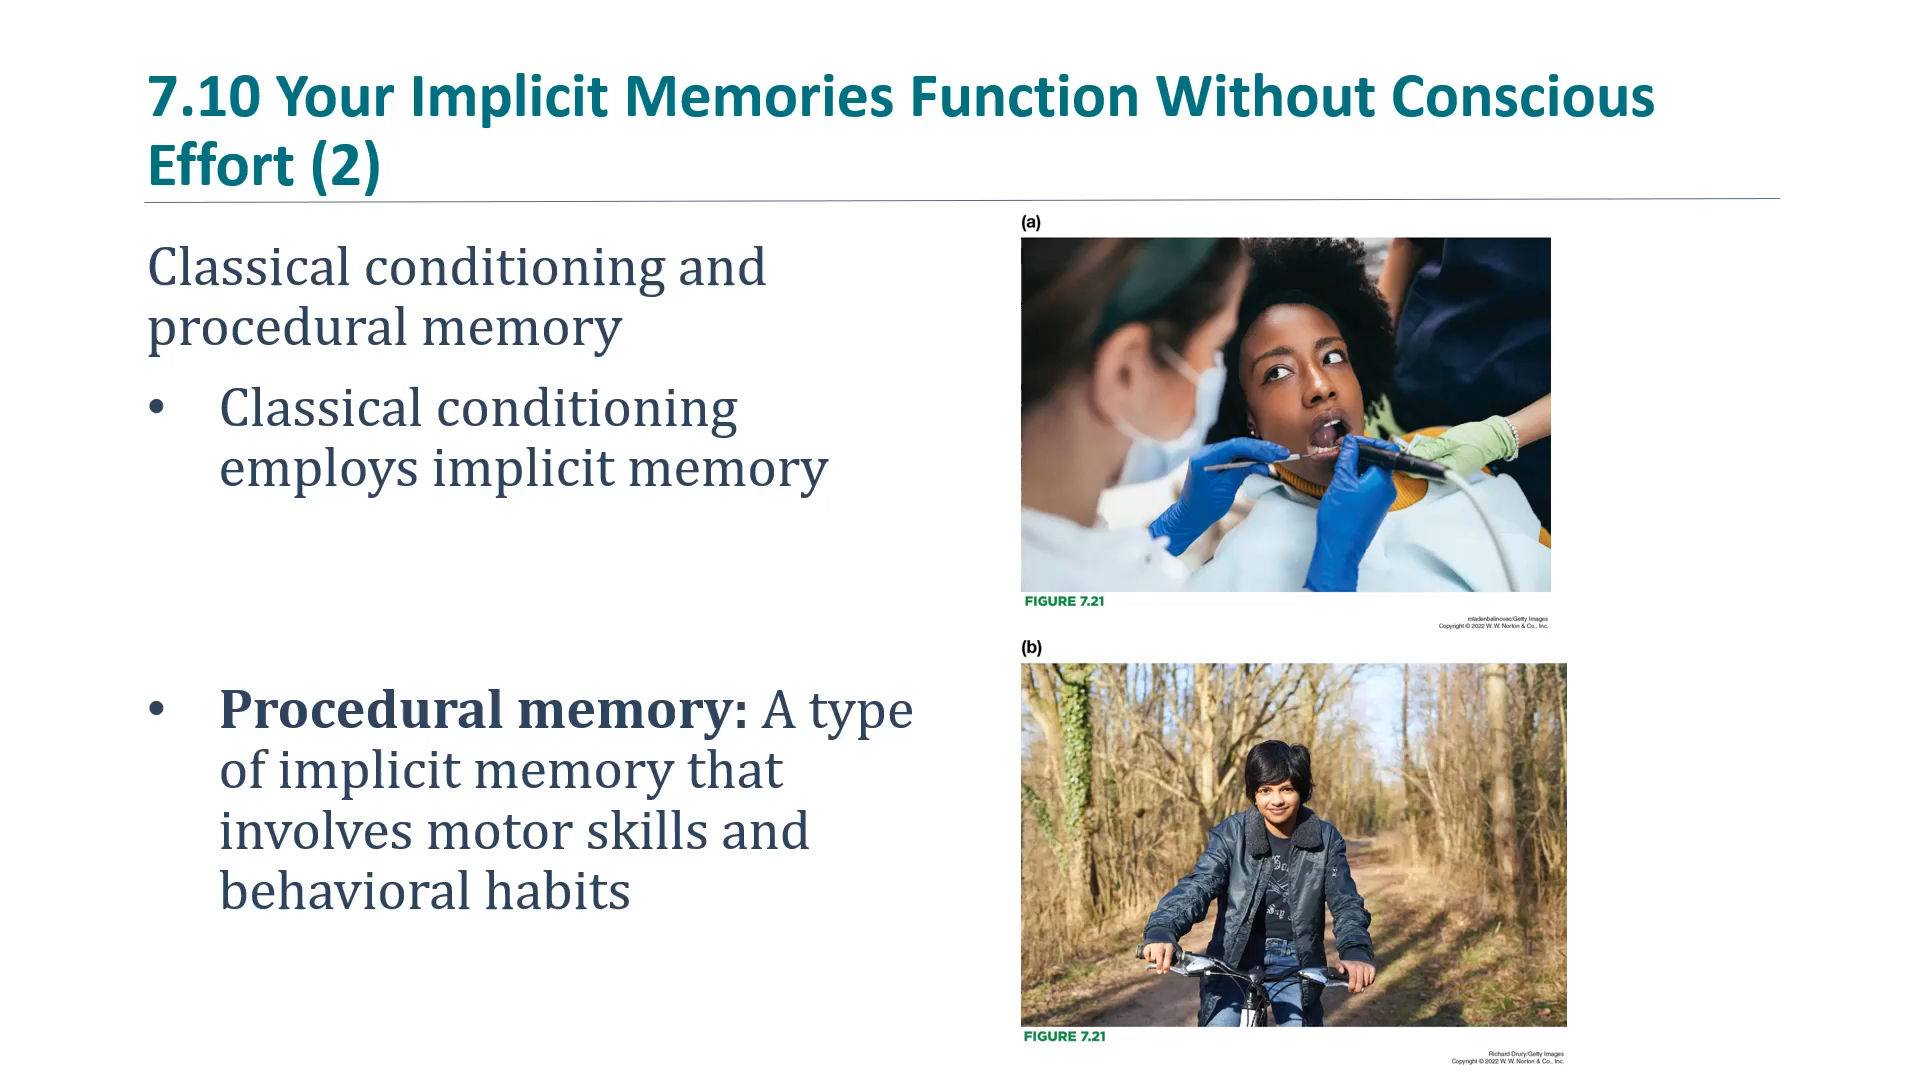 7.10 Your Implicit Memories Function Without Conscious
Effort (2)
Classical conditioning and
procedural memory
• Classical conditioning
employs implicit memory
• Procedural memory: A type
of implicit memory that
involves motor skills and
behavioral habits
(a)
FIGURE 7.21
mladenbalinovac/Getty Images
Copyright © 2022 W. W. Norton & Co., Inc.
(b)
FIGURE 7.21
Richard Drury/Getty Images
Copyright © 2022 W. W. Norton & Co., Inc.